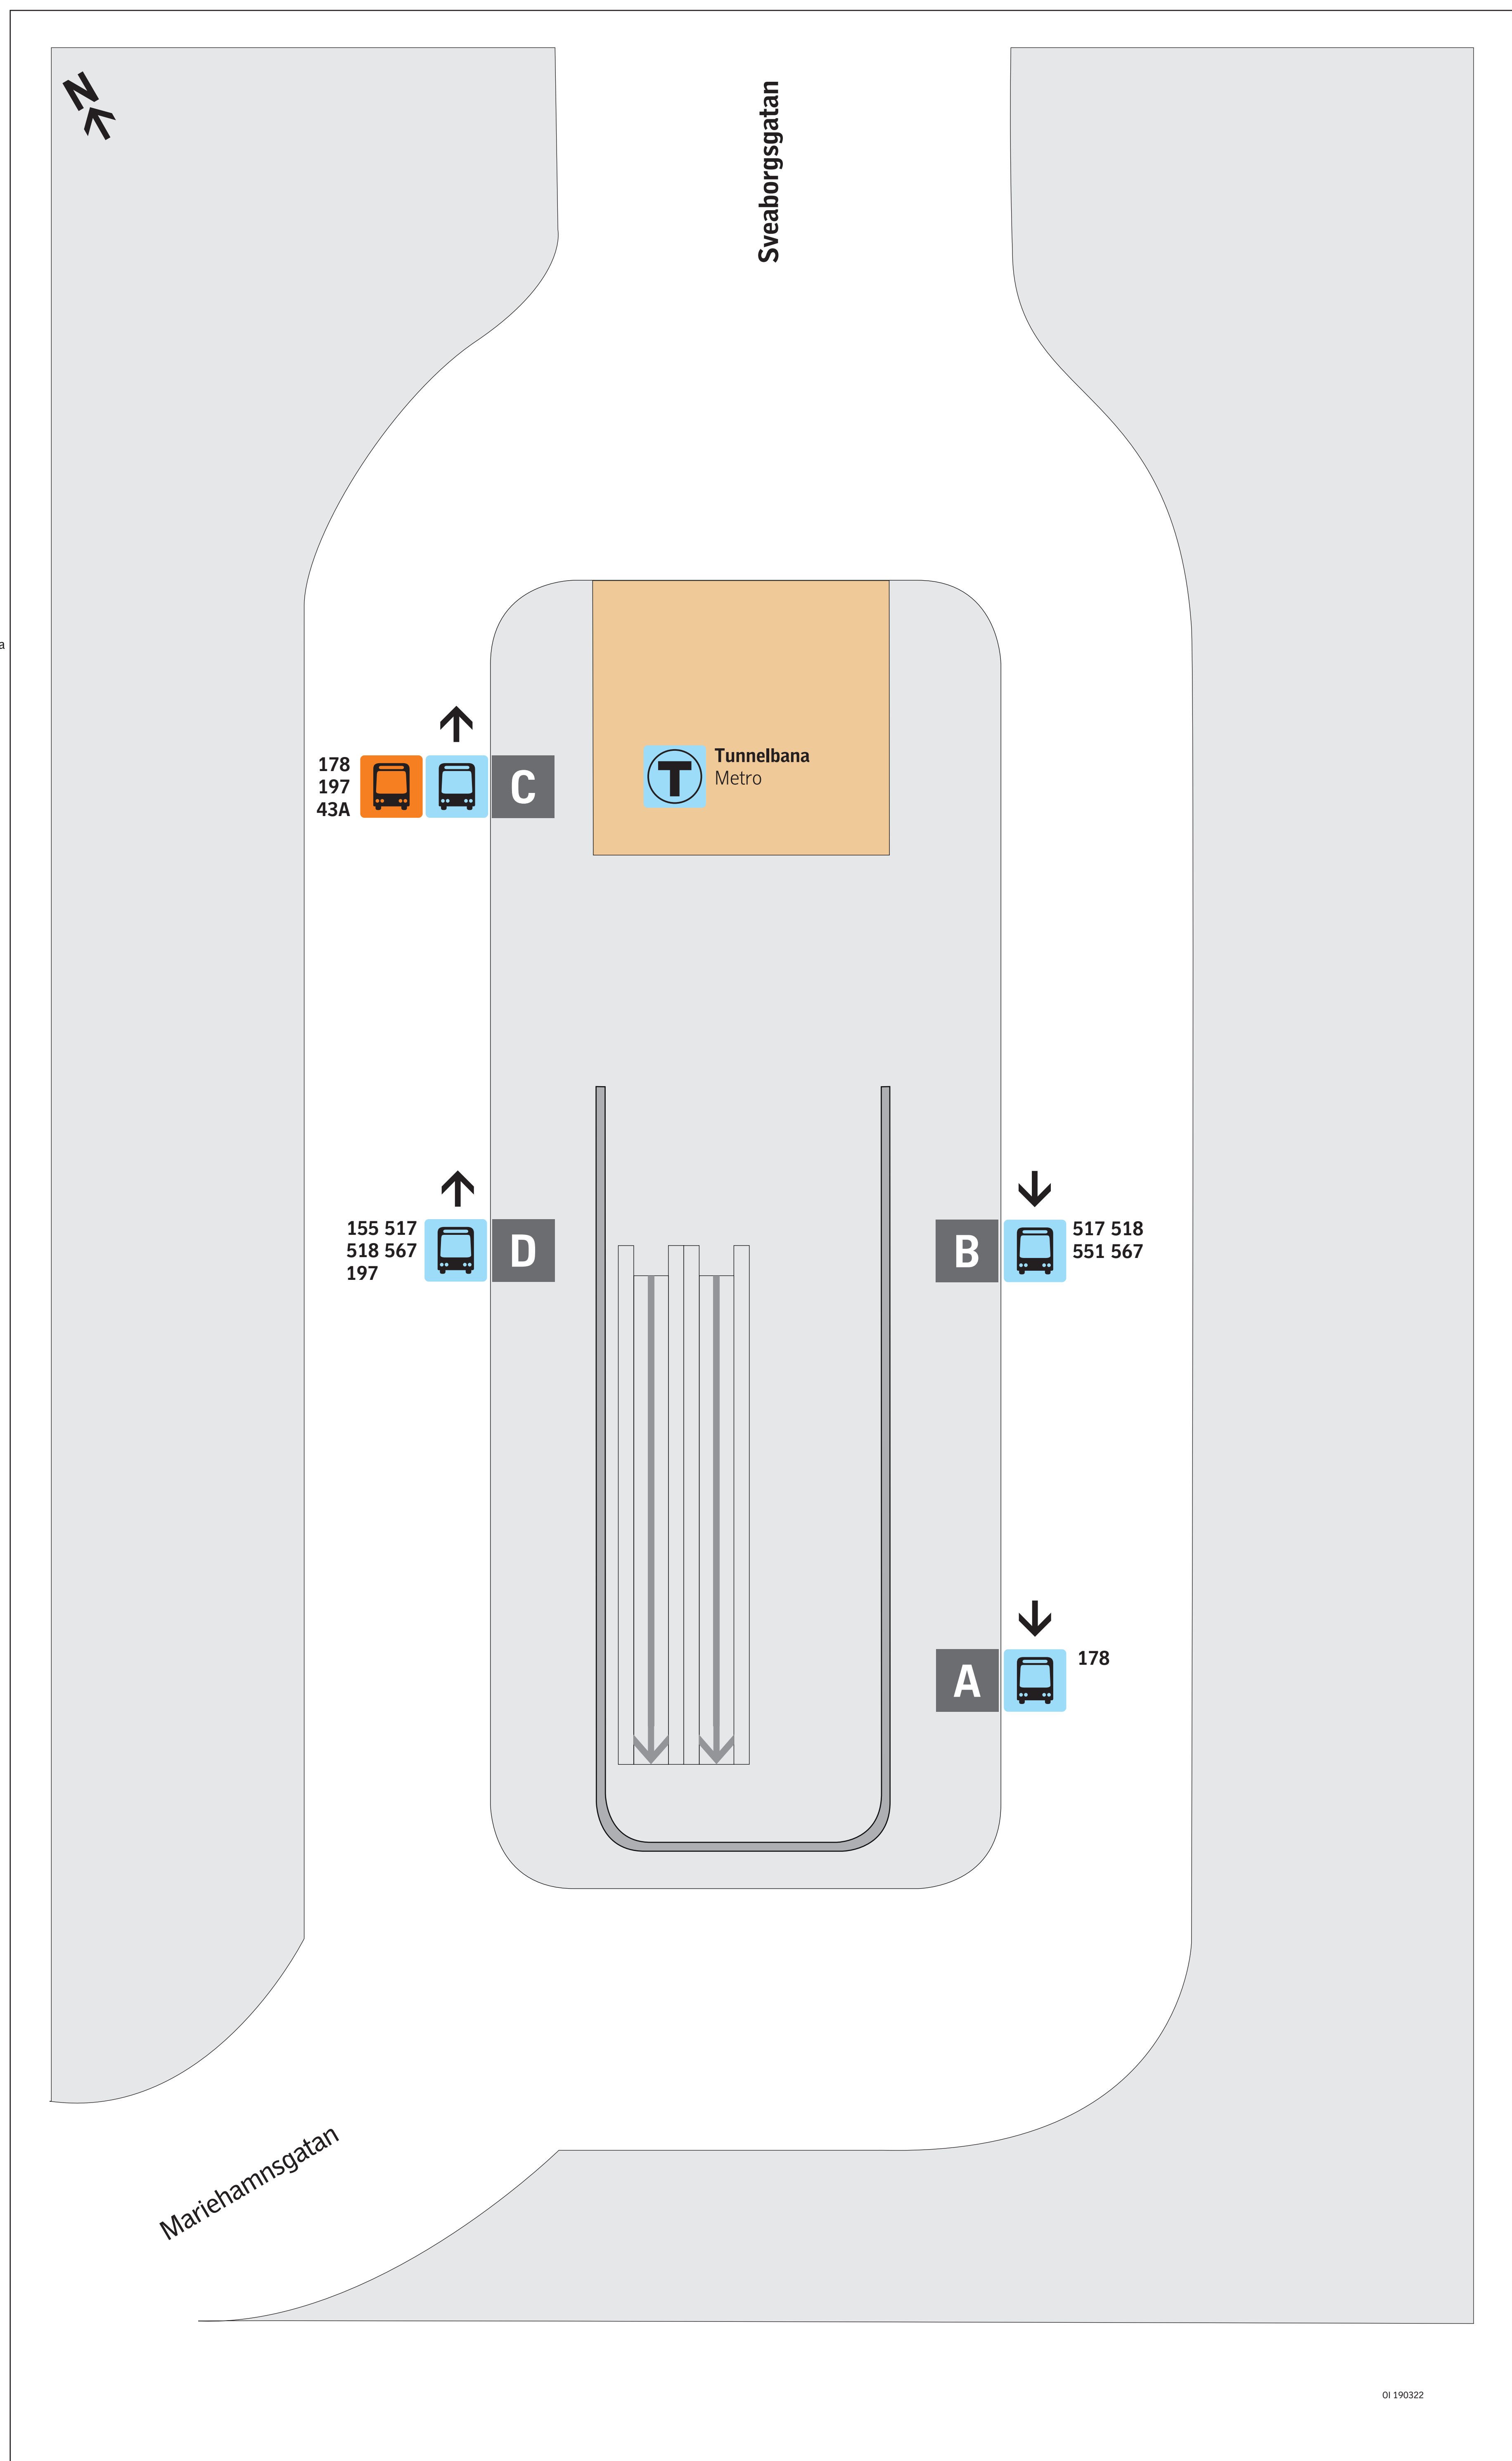 N
Sveaborgsgatan
a
178
197
43A
C
T
Tunnelbana
Metro
155 517
518 567
197
D
B
517 518
551 567
A
178
Mariehamnsgatan
OI 190322